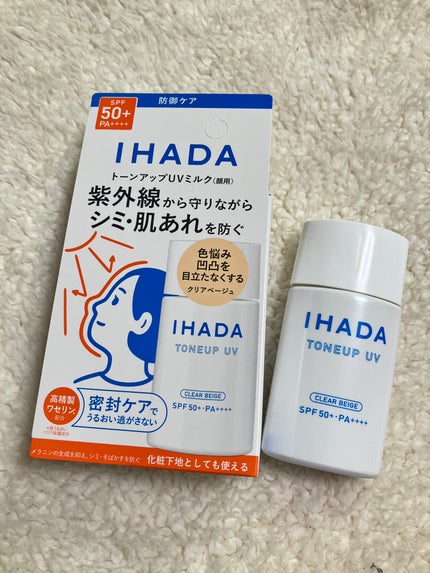 防御ケア
SPF
50+
PA++++
IHADA
トーンアップUVミルク(顔用)
紫外線から守りながら
シミ・肌あれを防ぐ
色悩み
凹凸を
目立たなくする
クリアベージュ
IHADA
TONEUP UV
CLEAR BEIGE
SPF 50+・PA++++
高精製
ワセリン
配合
密封ケアで
うるおい逃がさない
メラニンの生成を抑え、シミ・そばかすを防ぐ
化粧下地としても使える
IHADA
TONEUP UV
CLEAR BEIGE
SPF 50+・PA++++